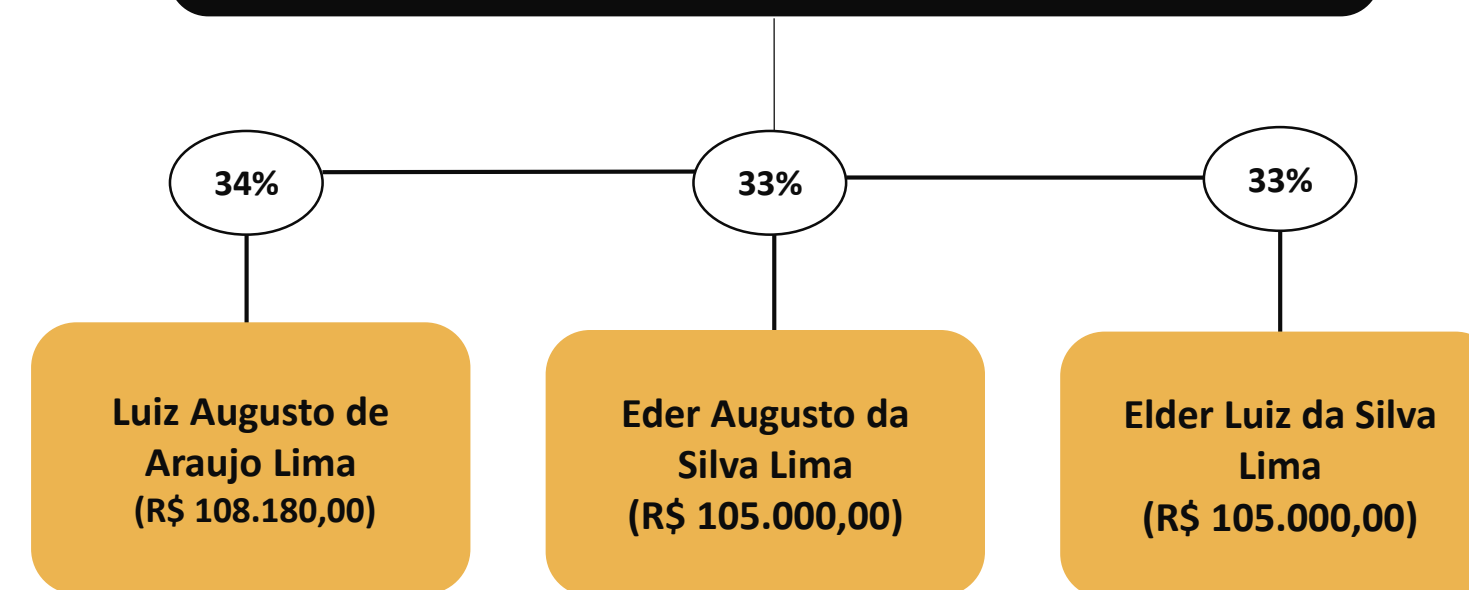 34%
33%
33%
Luiz Augusto de
Araujo Lima
(R$ 108.180,00)
Eder Augusto da
Silva Lima
(R$ 105.000,00)
Elder Luiz da Silva
Lima
(R$ 105.000,00)